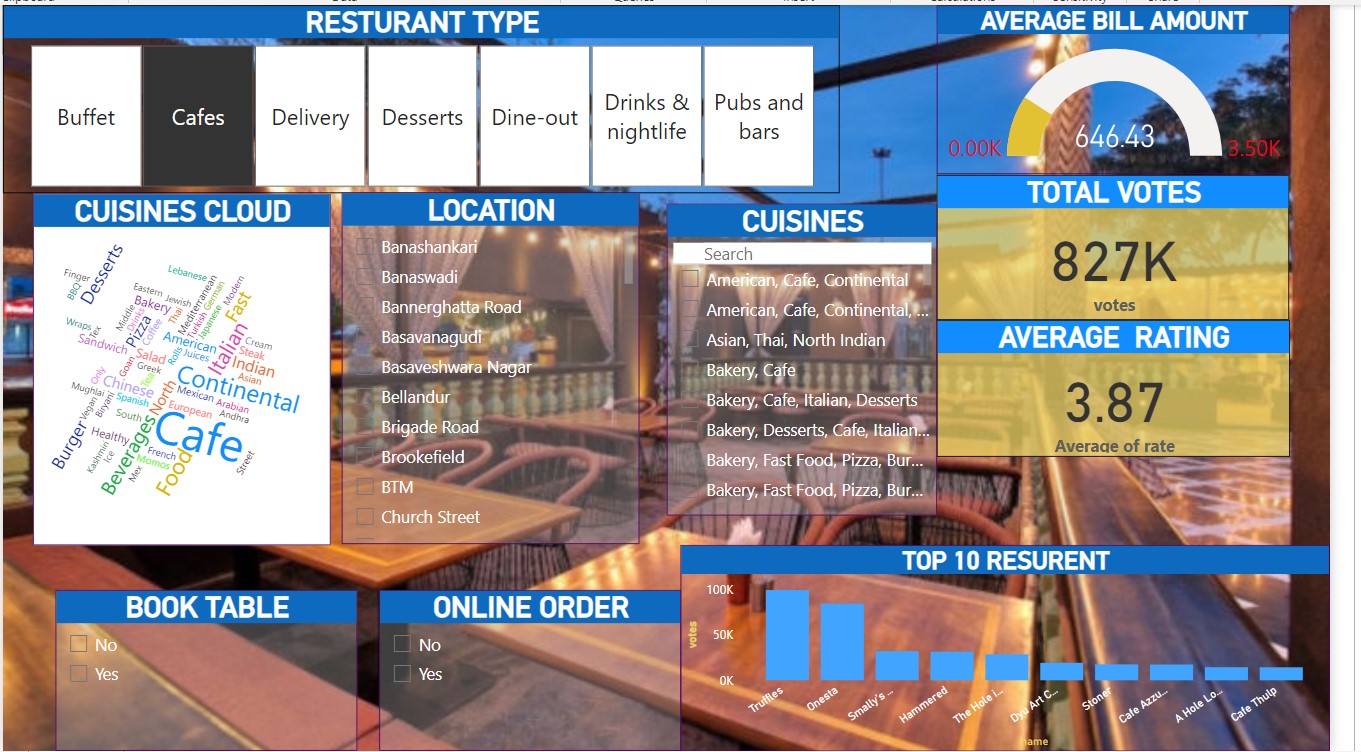 RESTURANT TYPE
Buffet
Cafes
Delivery
Desserts
Dine-out
Drinks &
nightlife
Pubs and
bars
AVERAGE BILL AMOUNT
0.00K
646.43
3.50K
TOTAL VOTES
827K
votes
AVERAGE RATING
3.87
Average of rate
CUISINES CLOUD
Desserts
Finger
BBQ
Lebanese
Eastern
Jewish
Mediterranean
German
Modern
Bakery
Middle
Drinks
Thai
Turkish
Japanese
Fast
Wraps
Tex
Pizza
Coffee
Sandwich
American
Italian
Cream
Salad
Rolls
Juices
Steak
Goan
Greek
Indian
Asian
Only
Chinese
Tea
Continental
Mughlai
Vegan
Biryani
Spanish
North
Mexican
Arabian
European
Andhra
South
Cafe
Burger
Healthy
Beverages
Kashmiri
Ice
French
Momos
Mex
Food
Street
LOCATION
Banashankari
Banaswadi
Bannerghatta Road
Basavanagudi
Basaveshwara Nagar
Bellandur
Brigade Road
Brookefield
BTM
Church Street
CUISINES
Search
American, Cafe, Continental
American, Cafe, Continental, ...
Asian, Thai, North Indian
Bakery, Cafe
Bakery, Cafe, Italian, Desserts
Bakery, Desserts, Cafe, Italian...
Bakery, Fast Food, Pizza, Bur...
Bakery, Fast Food, Pizza, Bur...
BOOK TABLE
No
Yes
ONLINE ORDER
No
Yes
TOP 10 RESURENT
100K
50K
0K
votes
Truffles
Onesta
Smally's ...
Hammered
The Hole i...
Dyu Art C...
Stoner
Cafe Azzu...
A Hole Lo...
Cafe Thulp
name